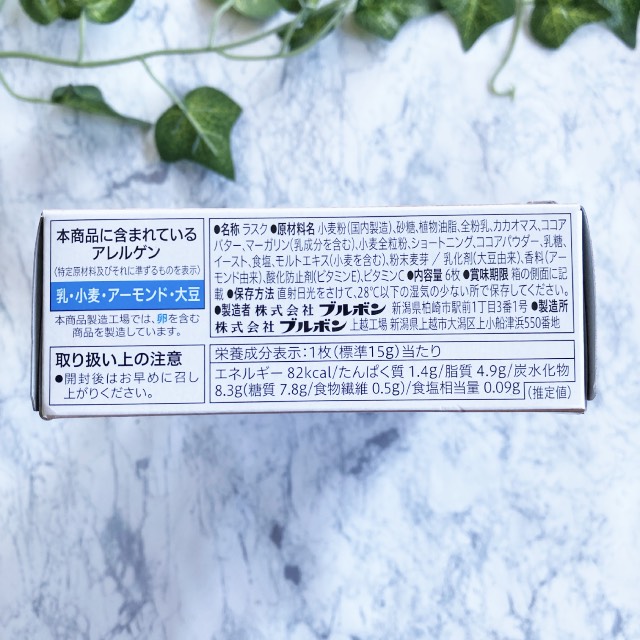 本商品に含まれている
アレルゲン
(特定原材料及びそれに準ずるものを表示)
乳・小麦・アーモンド・大豆
本商品製造工場では、卵を含む
商品を製造しています。
取り扱い上の注意
●開封後はお早めに召し
上がりください。
●名称 ラスク ●原材料名 小麦粉(国内製造)、砂糖、植物油脂、全粉乳、カカオマス、ココア
バター、マーガリン(乳成分を含む)、小麦全粒粉、ショートニング、ココアパウダー、乳糖、
イースト、食塩、モルトエキス(小麦を含む)、粉末麦芽／乳化剤(大豆由来)、香料(アー
モンド由来)、酸化防止剤(ビタミンE)、ビタミンC ●内容量 6枚 ●賞味期限 箱の側面に記
載 ●保存方法 直射日光をさけて、28℃以下の湿気の少ない所で保存してください。
●製造者 株式会社 ブルボン 新潟県柏崎市駅前1丁目3番1号 ●製造所
株式会社 ブルボン 上越工場 新潟県上越市大潟区上小船津浜550番地
栄養成分表示：1枚(標準15g)当たり
エネルギー 82kcal/たんぱく質 1.4g/脂質 4.9g/炭水化物
8.3g(糖質 7.8g/食物繊維 0.5g)/食塩相当量 0.09g (推定値)